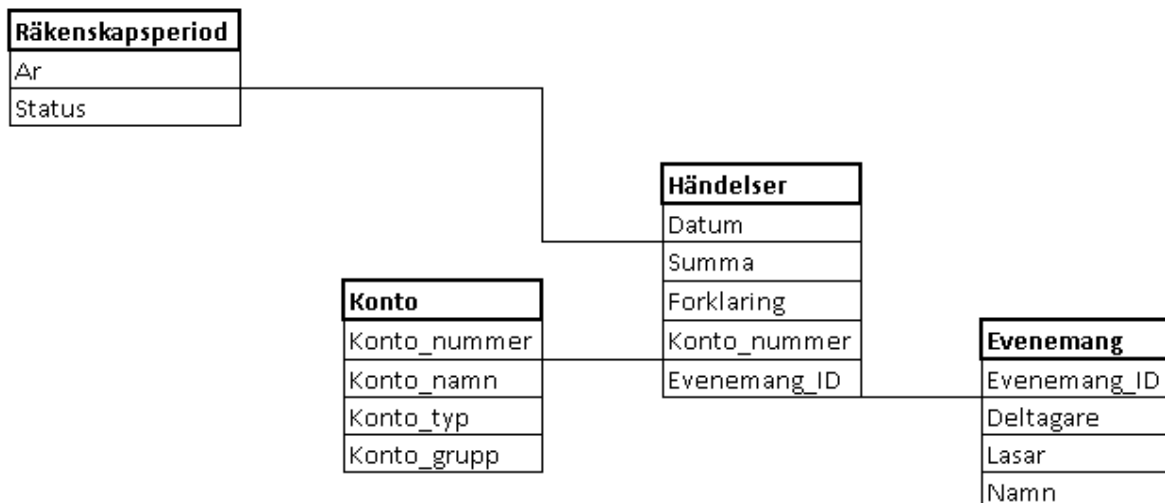 Räkenskapsperiod
Ar
Status
Händelser
Datum
Summa
Forklaring
Konto_nummer
Evenemang_ID
Konto
Konto_nummer
Konto_namn
Konto_typ
Konto_grupp
Evenemang
Evenemang_ID
Deltagare
Lasar
Namn